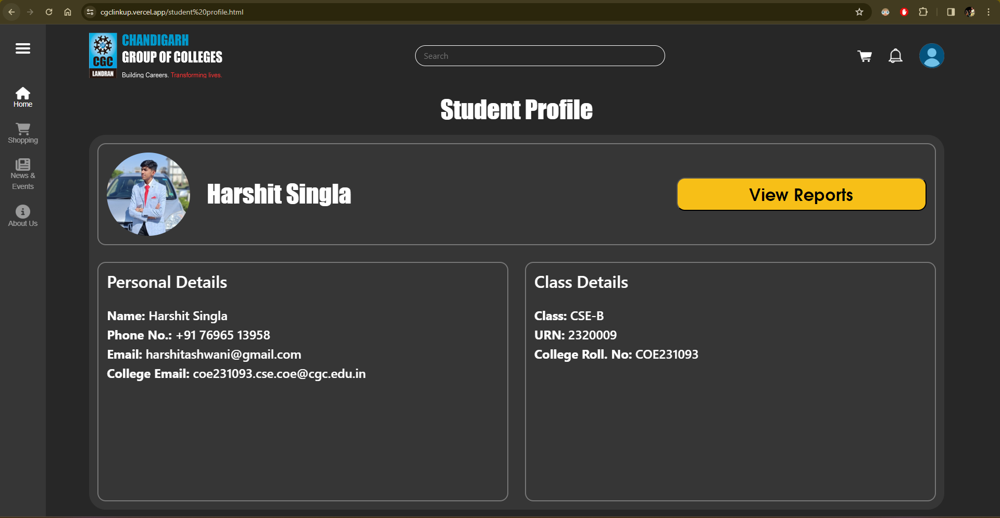 cgclinkup.vercel.app/student%20profile.html
CHANDIGARH
GROUP OF COLLEGES
CGC
LANDRAN
Building Careers. Transforming lives.
Search
Home
Shopping
News &
Events
About Us
Student Profile
Harshit Singla
View Reports
Personal Details
Name: Harshit Singla
Phone No.: +91 76965 13958
Email: harshitashwani@gmail.com
College Email: coe231093.cse.coe@cgc.edu.in
Class Details
Class: CSE-B
URN: 2320009
College Roll. No: COE231093